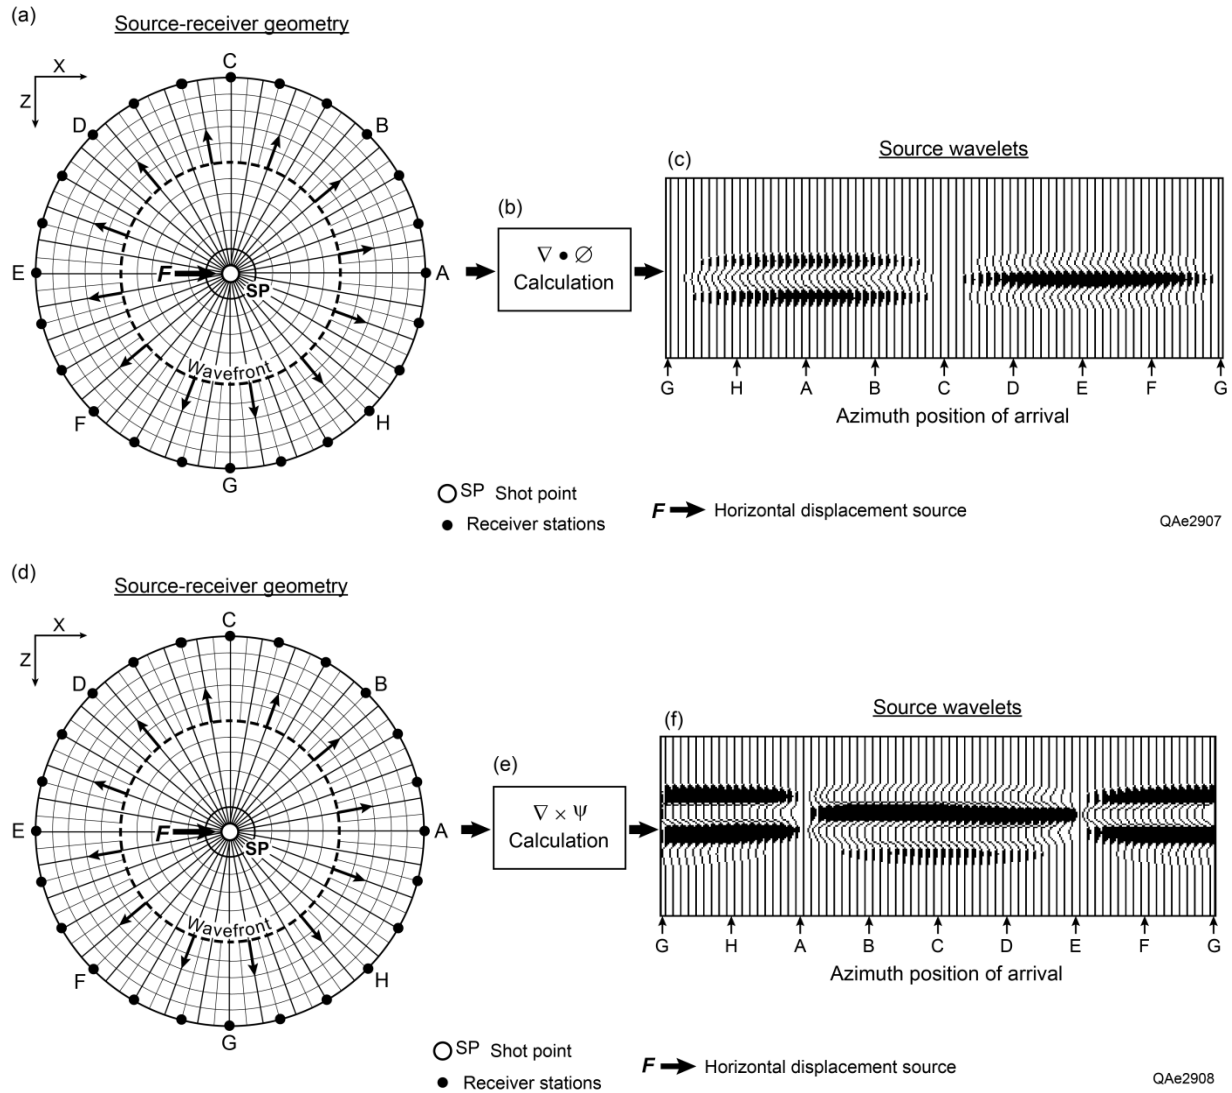 (a)
Source-receiver geometry
X
Z
C
D
B
E
F
SP
A
Wavefront
F
H
G
(b)
∇ • ∅
Calculation
Source wavelets
(c)
G H A B C D E F G
Azimuth position of arrival
SP Shot point
Receiver stations
F Horizontal displacement source
QAe2907
(d)
Source-receiver geometry
X
Z
C
D
B
E
F
SP
A
Wavefront
F
H
G
(e)
∇ × Ψ
Calculation
Source wavelets
(f)
G H A B C D E F G
Azimuth position of arrival
SP Shot point
Receiver stations
F Horizontal displacement source
QAe2908